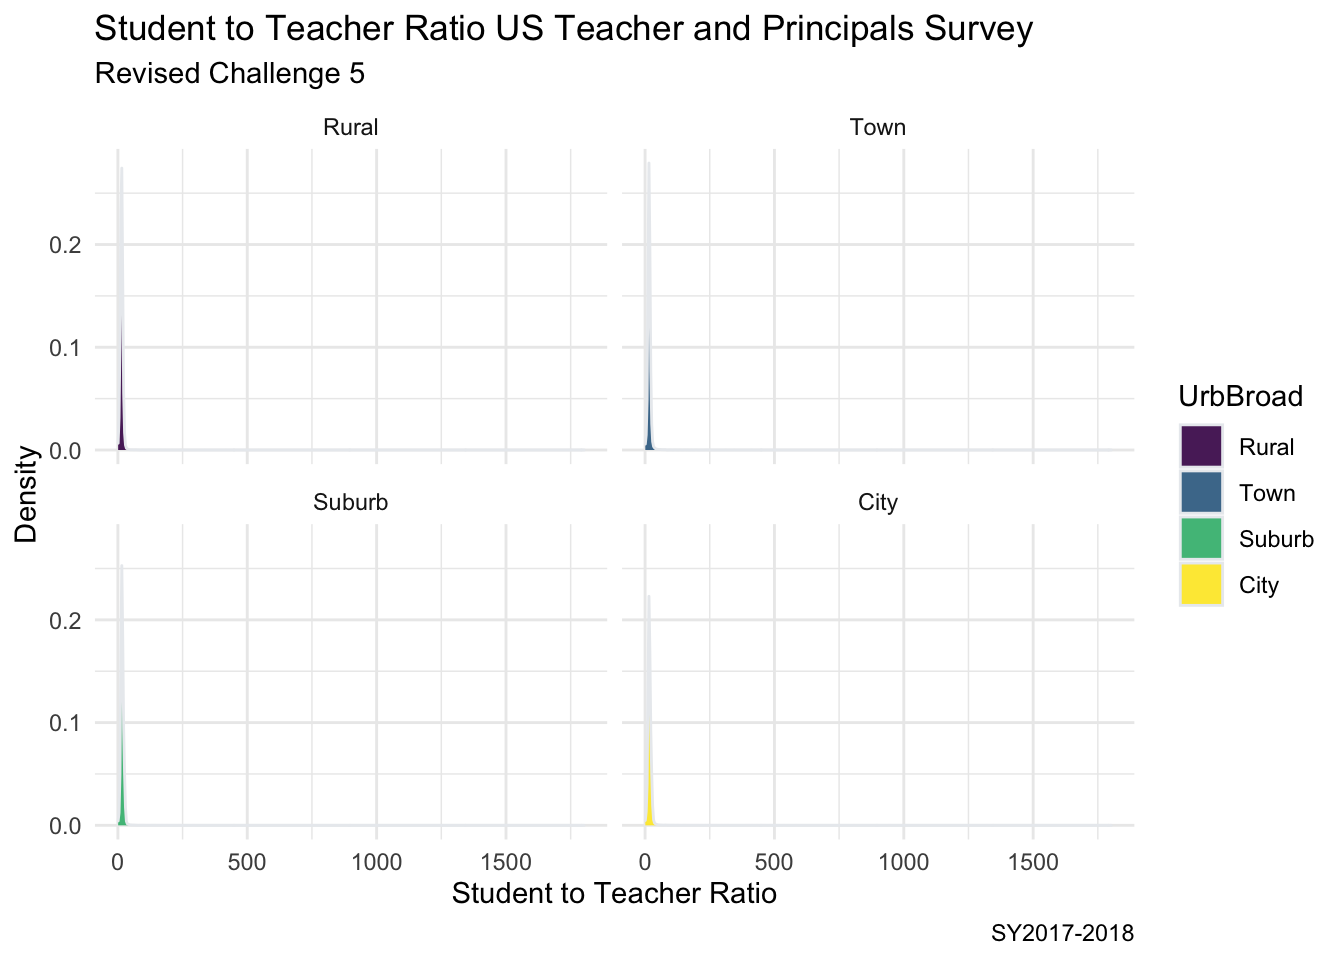 Student to Teacher Ratio US Teacher and Principals Survey
Revised Challenge 5
Rural
Town
0.2
0.1
0.0
Suburb
City
0.2
0.1
0.0
0
500
1000
1500
0
500
1000
1500
Density
Student to Teacher Ratio
UrbBroad
Rural
Town
Suburb
City
SY2017-2018